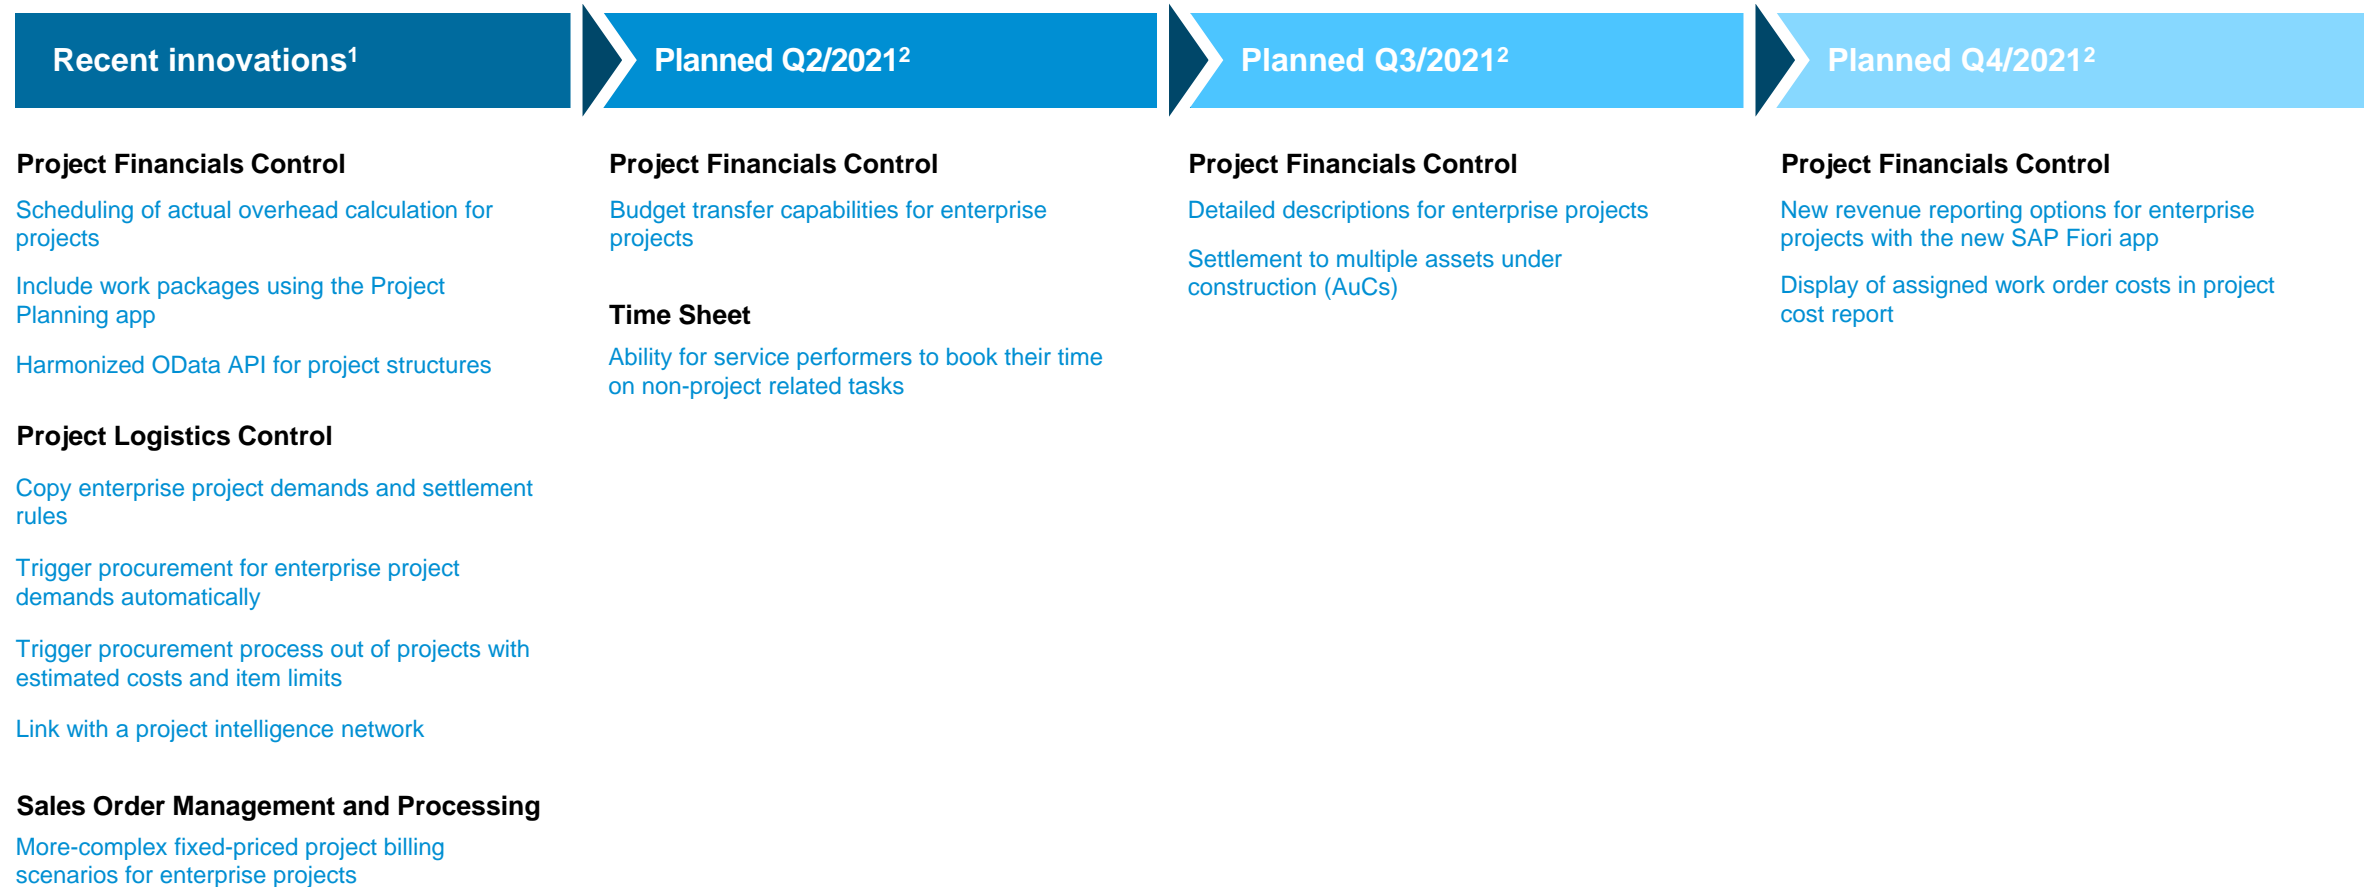 Recent innovations1
Planned Q2/20212
Planned Q3/20212
Planned Q4/20212
Project Financials Control
Scheduling of actual overhead calculation for
projects
Include work packages using the Project
Planning app
Harmonized OData API for project structures
Project Logistics Control
Copy enterprise project demands and settlement
rules
Trigger procurement for enterprise project
demands automatically
Trigger procurement process out of projects with
estimated costs and item limits
Link with a project intelligence network
Sales Order Management and Processing
More-complex fixed-priced project billing
scenarios for enterprise projects
Project Financials Control
Budget transfer capabilities for enterprise
projects
Time Sheet
Ability for service performers to book their time
on non-project related tasks
Project Financials Control
Detailed descriptions for enterprise projects
Settlement to multiple assets under
construction (AuCs)
Project Financials Control
New revenue reporting options for enterprise
projects with the new SAP Fiori app
Display of assigned work order costs in project
cost report